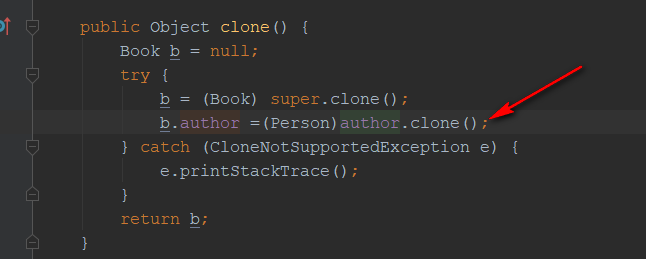 public Object clone() {
Book b = null;
try {
b = (Book) super.clone();
b.author =(Person)author.clone();
} catch (CloneNotSupportedException e) {
e.printStackTrace();
}
return b;
}